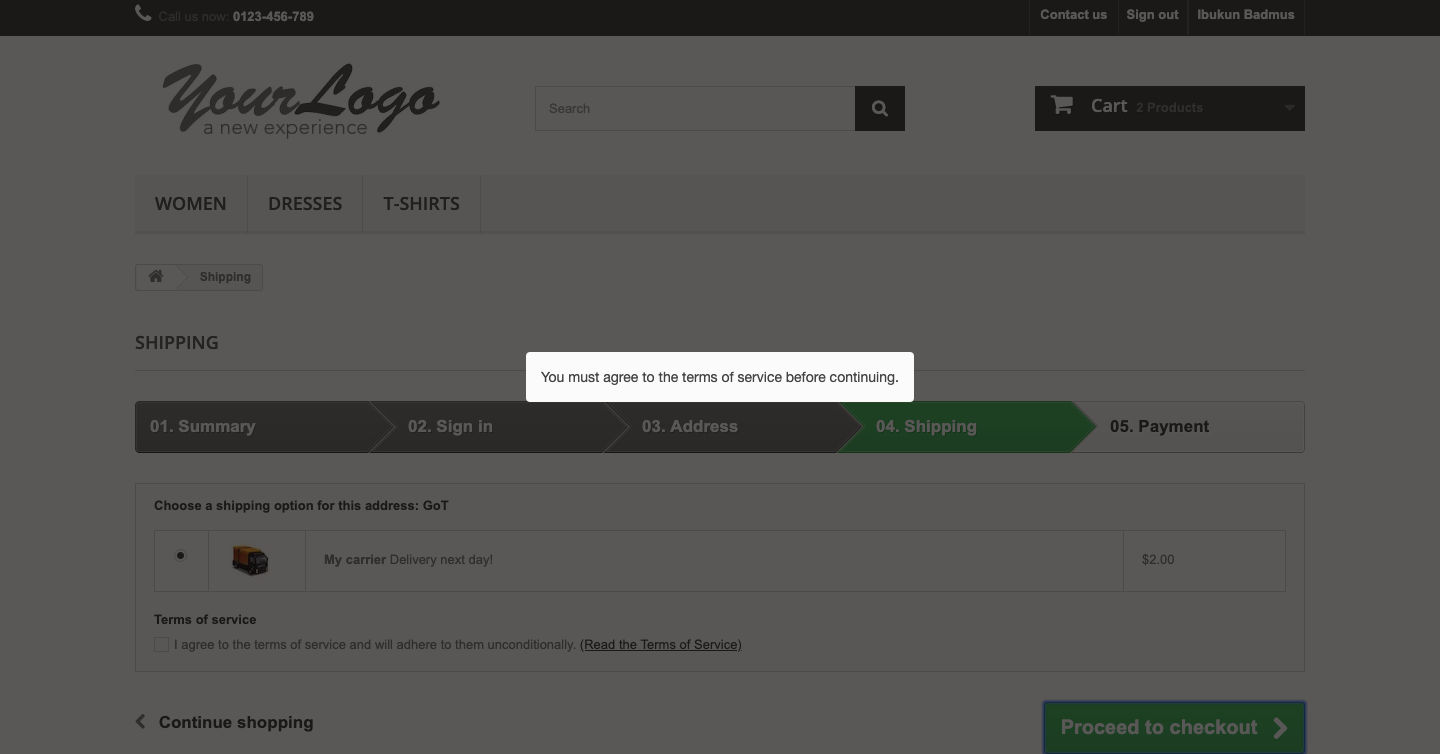 Call us now: 0123-456-789
Contact us Sign out Ibukun Badmus
YourLogo
a new experience
Search
Cart 2 Products
WOMEN DRESSES T-SHIRTS
Shipping
SHIPPING
You must agree to the terms of service before continuing.
01. Summary 02. Sign in 03. Address 04. Shipping 05. Payment
Choose a shipping option for this address: GoT
My carrier Delivery next day! $2.00
Terms of service
I agree to the terms of service and will adhere to them unconditionally. (Read the Terms of Service)
Continue shopping Proceed to checkout